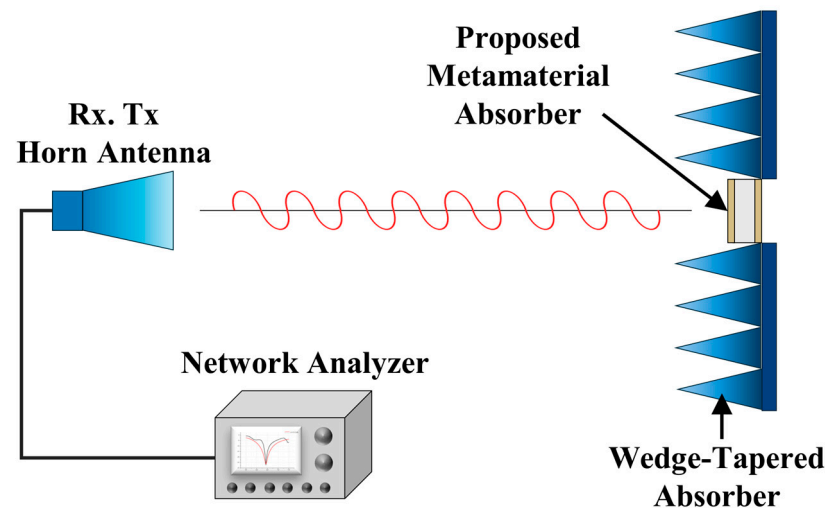 Proposed
Metamaterial
Absorber
Rx. Tx
Horn Antenna
Network Analyzer
Wedge-Tapered
Absorber